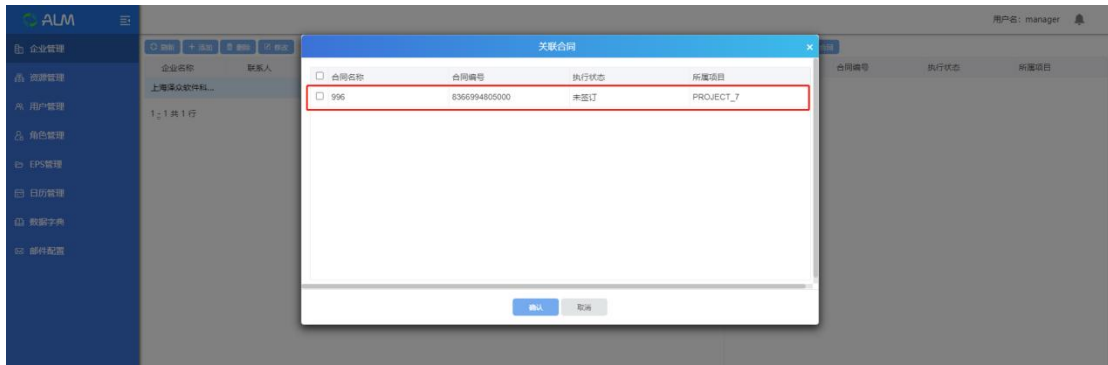 ALM 用户名: manager
企业管理 刷新 添加 删除 修改
关联合同
企业名称 联系人 合同编号 执行状态 所属项目
资源管理
上海泽众软件科...
合同名称 合同编号 执行状态 所属项目
996 8366994805000 未签订 PROJECT_7
用户管理
1 - 1 共 1 行
角色管理
EPS管理
日历管理
数据字典
邮件配置
确认 取消